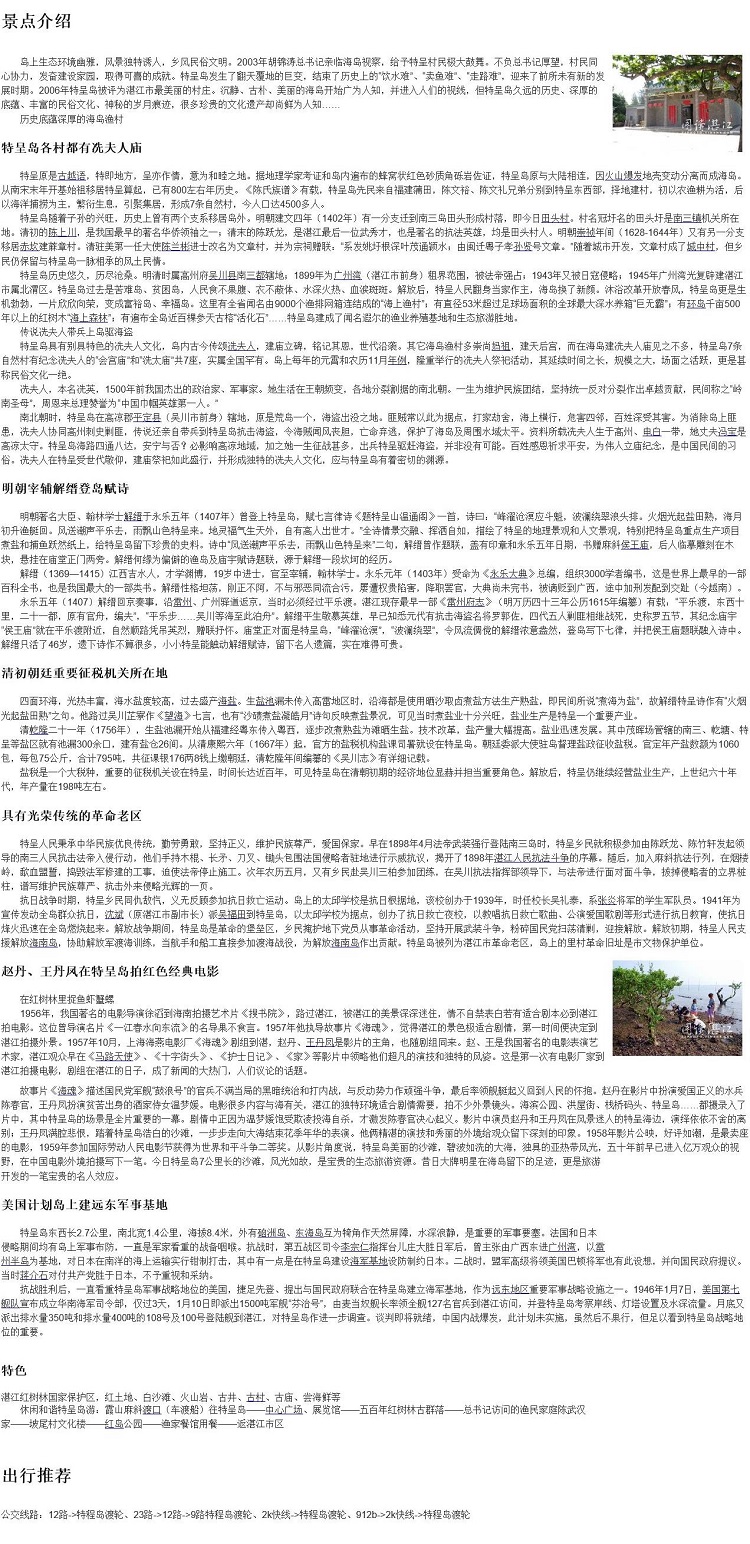 景点介绍
岛上生态环境幽雅，风景独特诱人，乡风民俗文明。2003年胡锦涛总书记亲临海岛视察，给予特呈村民极大鼓舞。不负总书记厚望，村民同
心协力，发奋建设家园，取得可喜的成就。特呈岛发生了翻天覆地的巨变，结束了历史上的"饮水难"、"卖鱼难"、"走路难"，迎来了前所未有新的发
展时期。2006年特呈岛被评为湛江市最美丽的村庄。沉静、古朴、美丽的海岛开始广为人知，并进入人们的视线，但特呈岛久远的历史、深厚的
底蕴、丰富的民俗文化、神秘的岁月痕迹，很多珍贵的文化遗产却尚鲜为人知……
历史底蕴深厚的海岛渔村
特呈岛各村都有冼夫人庙
特呈原是古越语，特即地方，呈亦作情，意为和睦之地。据地理学家考证和岛内遍布的蜂窝状红色砂质角砾岩佐证，特呈岛原与大陆相连，因火山爆发地壳变动分离而成海岛。
从南宋末年开基始祖移居特呈算起，已有800左右年历史。《陈氏族谱》有载，特呈岛先民来自福建莆田，陈文裕、陈文礼兄弟分别到特呈东西部，择地建村，初以农渔耕为活，后
以海洋捕捞为主，繁衍生息，引聚集居，形成7条自然村，今人口达4500多人。
特呈岛随着子孙的兴旺，历史上曾有两个支系移居岛外。明朝建文四年（1402年）有一分支迁到南三岛田头形成村落，即今日田头村。村名冠好名的田头圩是南三镇机关所在
地。清初的陈上川，是我国最早的著名华侨领袖之一；清末的陈跃龙，是湛江最后一位武秀才，也是著名的抗法英雄，均是田头村人。明朝崇祯年间（1628-1644年）又有另一分支
移居赤坎建蓷章村。清驻美第一任大使陈兰彬进士改名为文章村，并为宗祠赠联："系发姚圩根深叶茂诵颍水；由闽迁粤子孝孙贤号文章。"随着城市开发，文章村成了城中村，但乡
民仍保留与特呈岛一脉相承的风土民情。
特呈岛历史悠久，历尽沧桑。明清时属高州府吴川县南三都辖地；1899年为广州湾（湛江市前身）租界范围，被法帝强占；1943年又被日寇侵略；1945年广州湾光复辟建湛江
市属北渭区。特呈岛过去是苦难岛、贫困岛，人民食不果腹、衣不蔽体、水深火热、血缤斑斑。解放后，特呈人民翻身当家作主，海岛换了新颜。沐浴改革开放春风，特呈岛更是生
机勃勃，一片欣欣向荣，变成富裕岛、幸福岛。这里有全省闻名由9000个渔排网箱连结成的"海上渔村"；有直径53米超过足球场面积的全球最大深水养箱"巨无霸"；有环岛千亩500
年以上的红树木"海上森林"；有遍布全岛近百棵参天古榕"活化石"……特呈岛建成了闻名遐尔的渔业养殖基地和生态旅游胜地。
传说冼夫人带兵上岛驱海盗
特呈岛具有别具特色的冼夫人文化，岛内古今传颂冼夫人，建庙立碑，铭记其恩，世代沿袭。其它海岛渔村多崇尚妈祖，建天后宫，而在海岛建冼夫人庙见之不多，特呈岛7条
自然村有纪念冼夫人的"会宫庙"和"洗太庙"共7座，实属全国罕有。岛上每年的元霄和农历11月年例，隆重举行的冼夫人祭祀活动，其延续时间之长，规模之大，场面之活跃，更是甚
称民俗文化一绝。
冼夫人，本名冼英，1500年前我国杰出的政治家、军事家。她生活在王朝频变，各地分裂割据的南北朝。一生为维护民族团结，坚持统一反对分裂作出卓越贡献，民间称之"岭
南圣母"，周恩来总理赞誉为"中国巾帼英雄第一人。"
南北朝时，特呈岛在高凉郡平定县（吴川市前身）辖地，原是荒岛一个，海盗出没之地。匪贼常以此为据点，打家劫舍，海上横行，危害四邻，百姓深受其害。为消除岛上匪
患，冼夫协同高州刺史剿匪，传说还亲自带兵到特呈岛抗击海盗，令海贼闻风丧胆，亡命弃逃，保护了海岛及周围水域太平。资料所载冼夫人生于高州、电白一带，她丈夫冯宝是
高凉太守。特呈岛海路四通八达，安宁与否？必影响高凉地域，加之她一生征战甚多，出兵特呈驱赶海盗，并非没有可能。百姓感恩祈求平安，为伟人立庙纪念，是中国民间的习
俗。冼夫人在特呈受世代敬仰，建庙祭祀如此盛行，并形成独特的冼夫人文化，应与特呈岛有着密切的渊源。
明朝宰辅解缙登岛赋诗
明朝著名大臣、翰林学士解缙于永乐五年（1407年）曾登上特呈岛，赋七言律诗《题特呈山谒诵阁》一首，诗曰："峰濯沧溟应斗魁，波澜绕翠浪头排。火烟光起盐田熟，海月
初升渔艇回。风送潮声平乐去，雨飘山色特呈来。地灵福气生天外，自有高人出世才。"全诗情景交融、挥洒自如，描绘了特呈的地理景观和人文景观，特别把特呈岛重点生产项目
煮盐和捕鱼跃然纸上，给特呈岛留下珍贵的史料。诗中"风送潮声平乐去，雨飘山色特呈来"二句，解缙曾作题联，盖有印章和永乐五年日期，书赠麻斜侯王庙。后人临摹雕刻在木
块，悬挂在庙堂正门两旁。解缙何缘为偏僻的渔岛及庙宇赋诗题联，源于解缙一段坎坷的经历。
解缙（1369—1415）江西吉水人，才学渊博，19岁中进士，官至宰辅，翰林学士。永乐元年（1403年）受命为《永乐大典》总编，组织3000学者编书，这是世界上最早的一部
百科全书，也是我国最大的一部类书。解缙性格坦荡，刚正不阿，不与邪恶同流合污，屡遭权贵陷害，降职罢官，大典尚未完书，被谪贬到广西，途中加刑发配到交趾（今越南）。
永乐五年（1407）解缙回京奏事，沿雷州、广州驿道返京，当时必须经过平乐渡。湛江现存最早一部《雷州府志》（明万历四十三年公历1615年编纂）有载，"平乐渡，东西十
里，二十一都，原有官舟，编夫"，"平乐步……吴川等海至此泊舟"。解缙平生敬慕英雄，早已知悉元代有抗击海盗名将罗郭佐，四代五人剿匪相继战死，史称罗五节，其纪念庙宇
"侯王庙"就在平乐渡附近，自然顺路凭吊英烈，赠联抒怀。庙堂正对面是特呈岛，"峰濯沧溟"，"波澜绕翠"，令风流倜傥的解缙浓意盎然，登岛写下七律，并把侯王庙题联融入诗中。
解缙只活了46岁，遗下诗作不算很多，小小特呈能触动解缙赋诗，留下名人遗篇，实在难得可贵。
清初朝廷重要征税机关所在地
四面环海，光热丰富，海水盐度较高，过去盛产海盐。生盐池漏未传入高雷地区时，沿海都是使用晒沙取卤煮盐方法生产熟盐，即民间所说"煮海为盐"，故解缙特呈诗作有"火烟
光起盐田熟"之句。他路过吴川芷寮作《望海》七言，也有"沙碛煮盐凝皓月"诗句反映煮盐景况，可见当时煮盐业十分兴旺，盐业生产是特呈一个重要产业。
清乾隆二十一年（1756年），生盐池漏开始从福建经粤东传入粤西，逐步改煮熟盐为滩晒生盐。技术改革，盐产量大幅提高。盐业迅速发展。其中茂晖场管辖的南三、乾塘、特
呈等盐区就有池漏300余口，建有盐仓26间。从清康熙六年（1667年）起，官方的盐税机构盐课司署就设在特呈岛。朝廷委派大使驻岛督理盐政征收盐税。官定年产盐数额为1060
包，每包75公斤，合计795吨，共征课银176两8钱上缴朝廷，清乾隆年间编纂的《吴川志》有详细记载。
盐税是一个大税种，重要的征税机关设在特呈，时间长达近百年，可见特呈岛在清朝初期的经济地位显赫并担当重要角色。解放后，特呈仍继续经营盐业生产，上世纪六十年
代，年产量在198吨左右。
具有光荣传统的革命老区
特呈人民秉承中华民族优良传统，勤劳勇敢，坚持正义，维护民族尊严，爱国保家。早在1898年4月法帝武装强行登陆南三岛时，特呈乡民就积极参加由陈跃龙、陈竹轩发起领
导的南三人民抗击法帝入侵行动，他们手持木棍、长矛、刀叉、锄头包围法国侵略者驻地进行示威抗议，揭开了1898年湛江人民抗法斗争的序幕。随后，加入麻斜抗法行列，在烟楼
岭，歃血盟誓，捣毁法军修建的工事，迫使法帝停止施工。次年农历五月，又有乡民赴吴川三柏参加团练，在吴川抗法指挥部领导下，与法帝进行面对面斗争，拔掉侵略者的立界桩
柱，谱写维护民族尊严、抗击外来侵略光辉的一页。
抗日战争时期，特呈乡民同仇敌忾，义无反顾参加抗日救亡运动。岛上的大邱学校是抗日根据地，该校创办于1939年，时任校长吴礼泰，系张炎将军的学生军队员。1941年为
宣传发动全岛群众抗日，沈斌（原湛江市副市长）派吴福田到特呈岛，以大邱学校为据点，创办了抗日救亡夜校，以教唱抗日救亡歌曲、公演爱国歌剧等形式进行抗日教育，使抗日
烽火迅速在全岛燃烧起来。解放战争期间，特呈岛是革命的堡垒区，乡民掩护地下党员从事革命活动，坚持开展武装斗争，粉碎国民党扫荡清剿，迎接解放。解放初期，特呈人民支
援解放海南岛，协助解放军渡海训练，当航手和船工直接参加渡海战役，为解放海南岛作出贡献。特呈岛被列为湛江市革命老区，岛上的里村革命旧址是市文物保护单位。
赵丹、王丹凤在特呈岛拍红色经典电影
在红树林里捉鱼虾蟹螺
1956年，我国著名的电影导演徐滔到海南拍摄艺术片《搜书院》，路过湛江，被湛江的美景深深迷住，情不自禁表白若有适合剧本必到湛江
拍电影。这位曾导演名片《一江春水向东流》的名导果不食言。1957年他执导故事片《海魂》，觉得湛江的景色极适合剧情，第一时间便决定到
湛江拍摄外景。1957年10月，上海海燕电影厂《海魂》剧组到湛，赵丹、王丹凤是影片的主角，也随剧组同来。赵、王是我国著名的电影表演艺
术家，湛江观众早在《马路天使》、《十字街头》、《护士日记》、《家》等影片中领略他们超凡的演技和独特的风姿。这是第一次有电影厂家到
湛江拍摄电影，剧组在湛江的日子，成了新闻的大热门，人们议论的话题。
故事片《海魂》描述国民党军舰"鼓浪号"的官兵不满当局的黑暗统治和打内战，与反动势力作顽强斗争，最后率领舰艇起义回到人民的怀抱。赵丹在影片中扮演爱国正义的水兵
陈春官，王丹凤扮演贫苦出身的酒家侍女温梦媛。电影很多内容与海有关，湛江的独特环境适合剧情需要，拍不少外景镜头。海滨公园、洪屋街、栈桥码头、特呈岛……都摄录入了
片中，其中特呈岛的场景是全片重要的一幕。剧情中正因为温梦媛饱受欺凌投海自杀，才激发陈春官决心起义。影片中演员赵丹和王丹凤在风景迷人的特呈海边，演绎依依不舍的离
别；王丹凤满腔悲恨，踏着特呈岛浩白的沙滩，一步步走向大海结束花季年华的表演。他俩精湛的演技和秀丽的外境给观众留下深刻的印象。1958年影片公映，好评如潮，是最卖座
的电影，1959年参加国际劳动人民电影节获得为世界和平斗争二等奖。从影片角度说，特呈岛美丽的沙滩，碧波如洗的大海，独具的亚热带风光，五十年前早已进入亿万观众的视
野，在中国电影外境拍摄写下一笔。今日特呈岛7公里长的沙滩，风光如故，是宝贵的生态旅游资源。昔日大牌明星在海岛留下的足迹，更是旅游
开发的一笔宝贵的名人效应。
美国计划岛上建远东军事基地
特呈岛东西长2.7公里，南北宽1.4公里，海拔8.4米，外有硇洲岛、东海岛互为犄角作天然屏障，水深浪静，是重要的军事要塞。法国和日本
侵略期间均有岛上军事布防，一直是军家看重的战备咽喉。抗战时，第五战区司令李宗仁指挥台儿庄大胜日军后，曾主张由广西东进广州湾，以雷
州半岛为基地，对日本在南洋的海上运输实行钳制打击，其中有一点是在特呈岛建设海军基地设防制约日本。二战时，盟军高级将领美国巴顿将军也有此设想，并向国民政府提议。
当时蒋介石对付共产党胜于日本，不予重视和采纳。
抗战胜利后，一直看重特呈岛军事战略地位的美国，捷足先登、提出与国民政府联合在特呈岛建立海军基地，作为远东地区重要军事战略设施之一。1946年1月7日，美国第七
舰队宣布成立华南海军司令部，仅过3天，1月10日即派出1500吨军舰"芬治号"，由麦当奴舰长率领全舰127名官兵到湛江访问，并登特呈岛考察岸线、灯塔设置及水深流量。月底又
派出排水量350吨和排水量400吨的108号及100号登陆舰到湛江，对特呈岛作进一步调查。谈判即将就绪，中国内战爆发，此计划未实施，虽然后不果行，但足以看到特呈岛战略地
位的重要。
特色
湛江红树林国家保护区，红土地、白沙滩、火山岩、古井、古村、古庙、尝海鲜等
休闲和谐特呈岛游：霞山麻斜渡口（车渡船）往特呈岛——中心广场、展览馆——五百年红树林古群落——总书记访问的渔民家庭陈武汉
家——坡尾村文化楼——红岛公园——渔家餐馆用餐——返湛江市区
出行推荐
公交线路：12路->特程岛渡轮、23路->12路->9路特程岛渡轮、2k快线->特程岛渡轮、912b->2k快线->特程岛渡轮